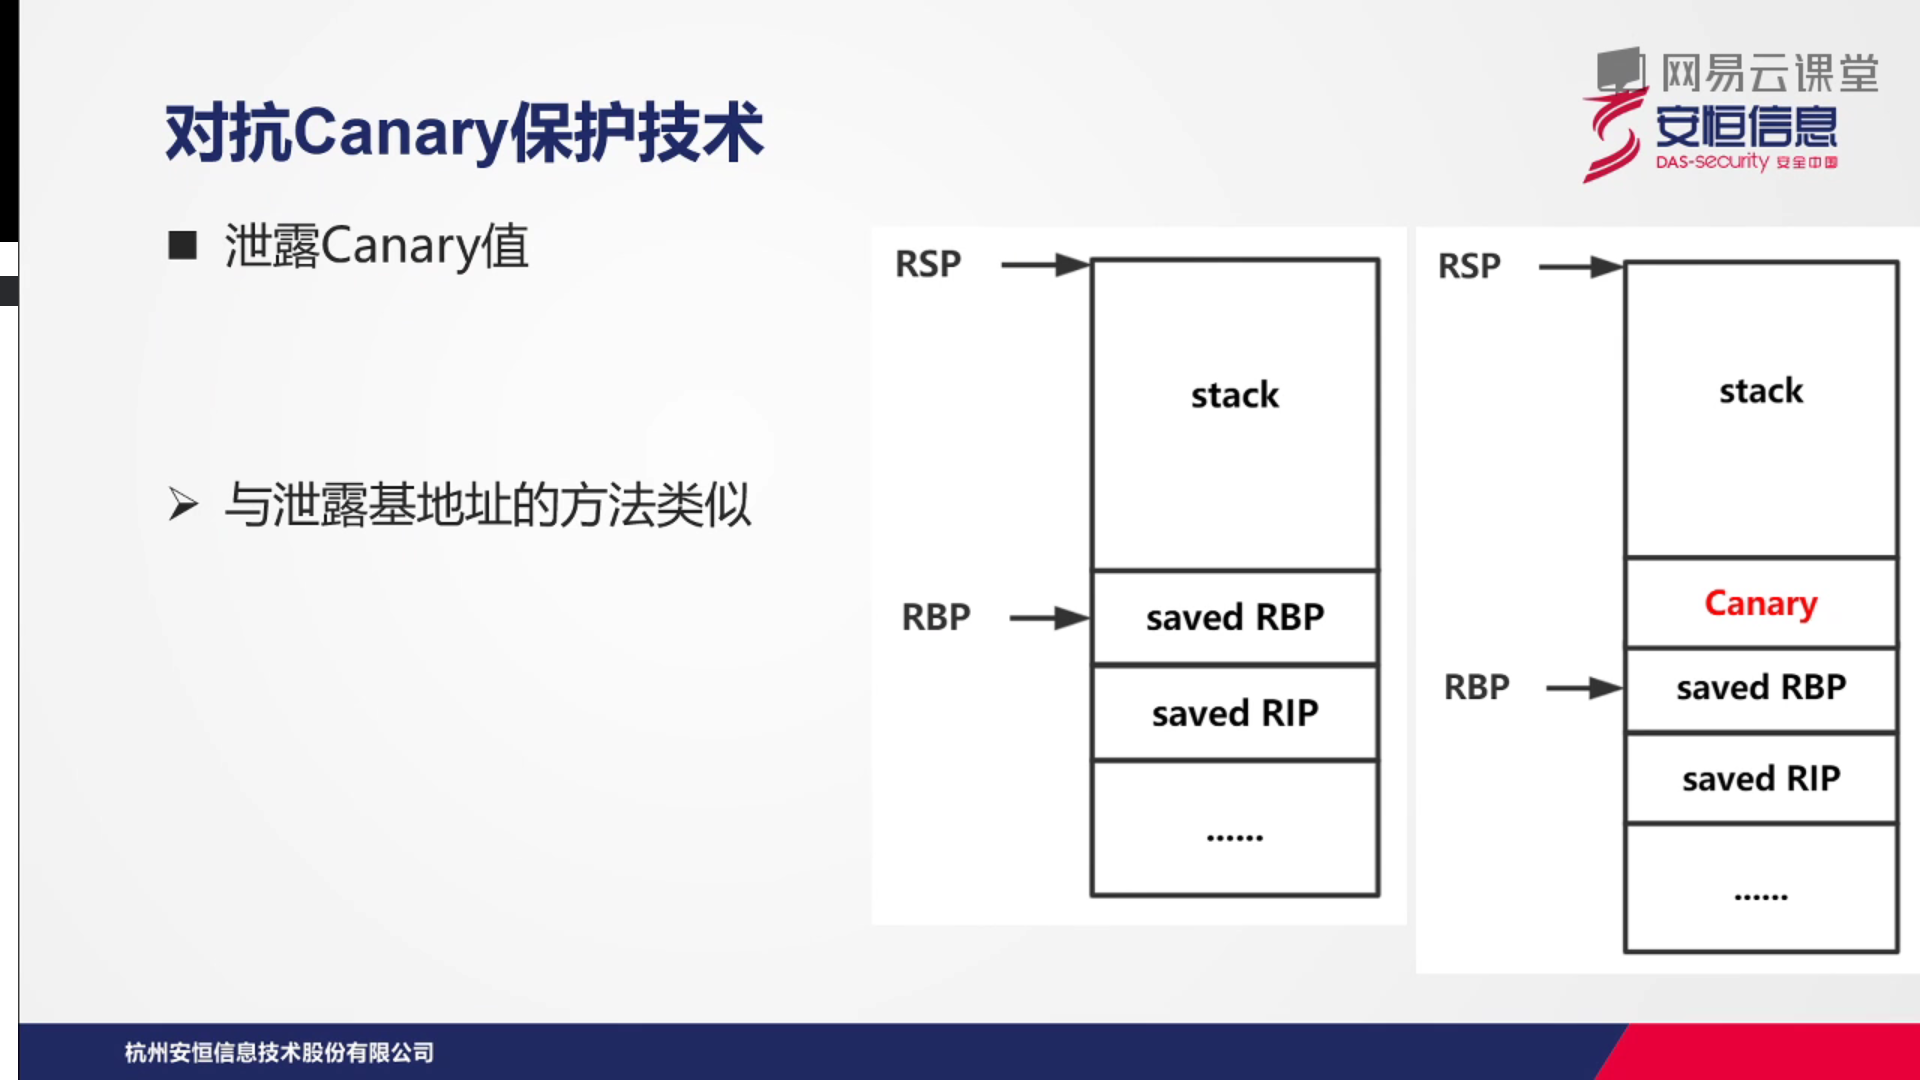 网易云课堂
安恒信息
DAS-security 安全中国
对抗Canary保护技术
■ 泄露Canary值
➢ 与泄露基地址的方法类似
RSP
stack
RBP
saved RBP
saved RIP
......
RSP
stack
Canary
RBP
saved RBP
saved RIP
......
杭州安恒信息技术股份有限公司